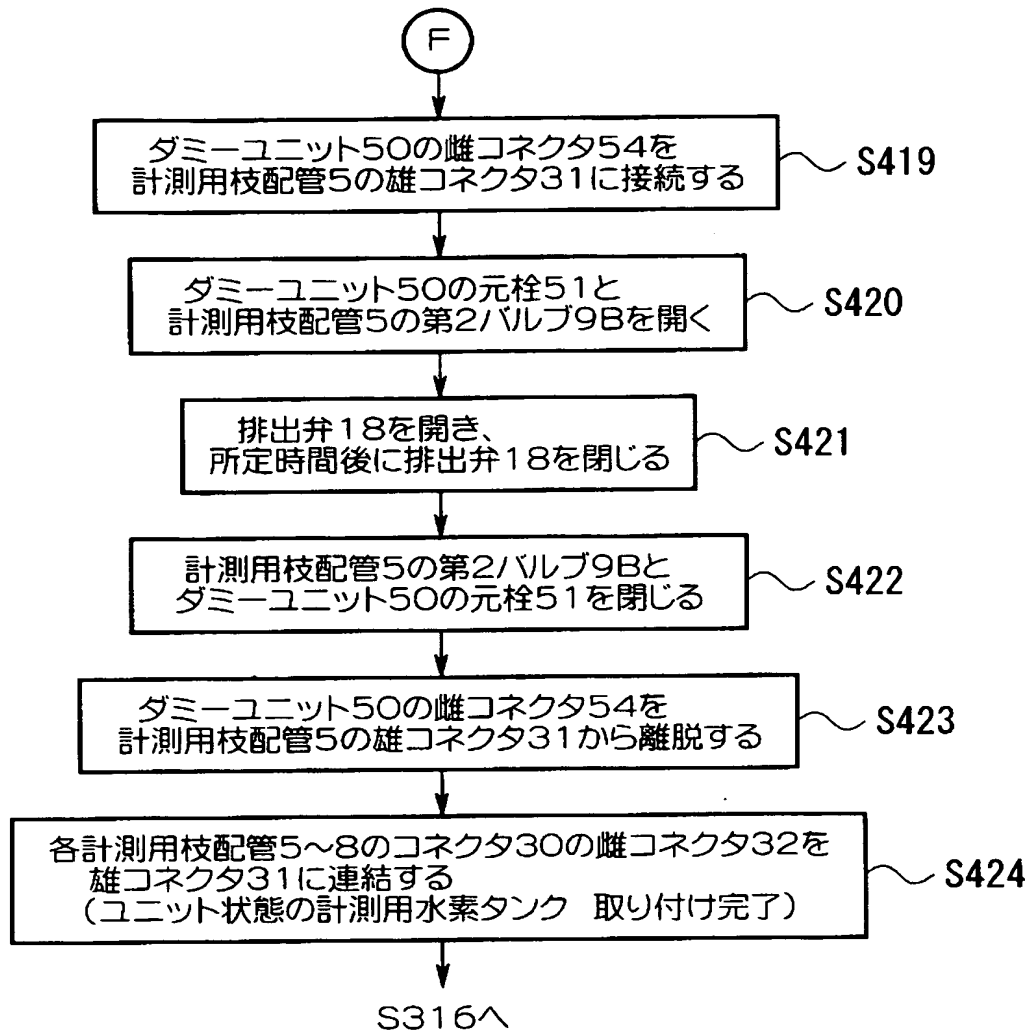 F
ダミーユニット50の雌コネクタ54を
計測用枝配管5の雄コネクタ31に接続する
S419
ダミーユニット50の元栓51と
計測用枝配管5の第2バルブ9Bを開く
S420
排出弁18を開き、
所定時間後に排出弁18を閉じる
S421
計測用枝配管5の第2バルブ9Bと
ダミーユニット50の元栓51を閉じる
S422
ダミーユニット50の雌コネクタ54を
計測用枝配管5の雄コネクタ31から離脱する
S423
各計測用枝配管5~8のコネクタ30の雌コネクタ32を
雄コネクタ31に連結する
(ユニット状態の計測用水素タンク 取り付け完了)
S424
S316へ